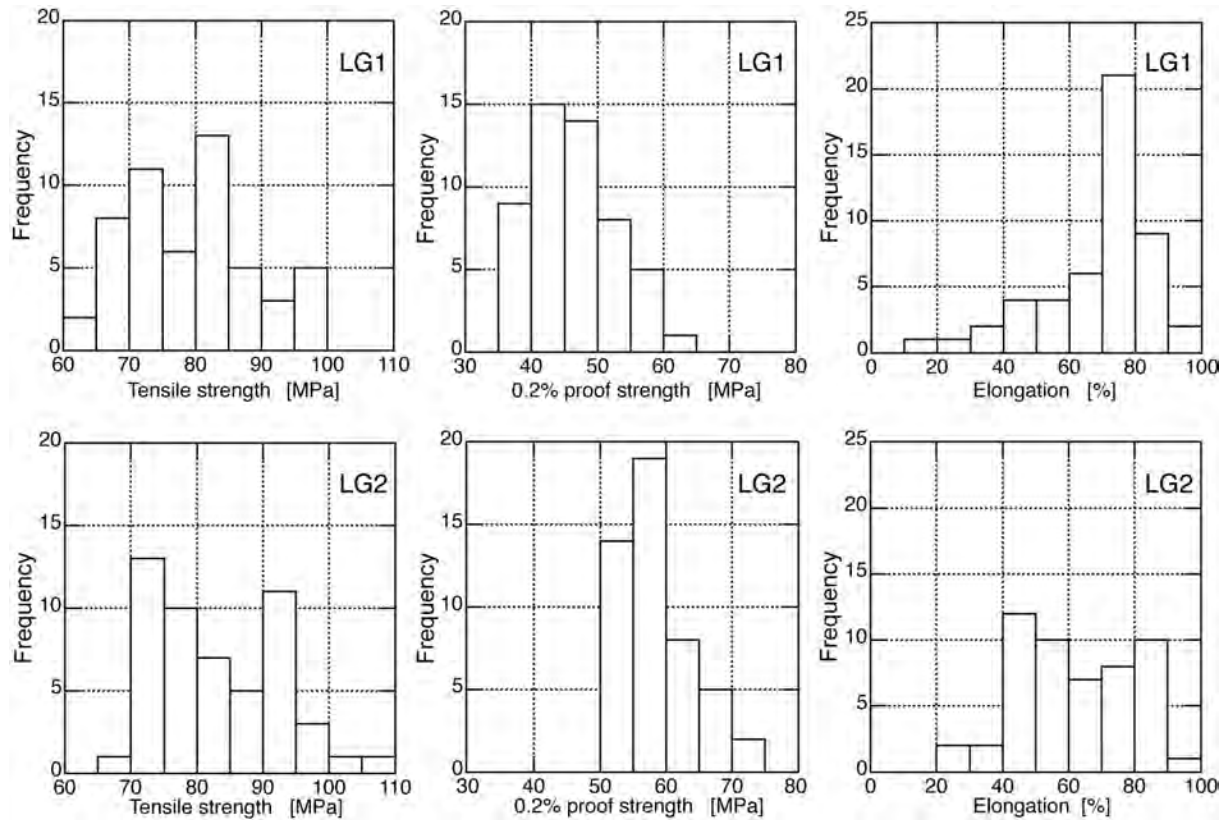 20
15
10
5
0
Frequency
LG1
60 70 80 90 100 110
Tensile strength [MPa]
20
15
10
5
0
Frequency
LG1
30 40 50 60 70 80
0.2% proof strength [MPa]
25
20
15
10
5
0
Frequency
LG1
0 20 40 60 80 100
Elongation [%]
20
15
10
5
0
Frequency
LG2
60 70 80 90 100 110
Tensile strength [MPa]
20
15
10
5
0
Frequency
LG2
30 40 50 60 70 80
0.2% proof strength [MPa]
25
20
15
10
5
0
Frequency
LG2
0 20 40 60 80 100
Elongation [%]